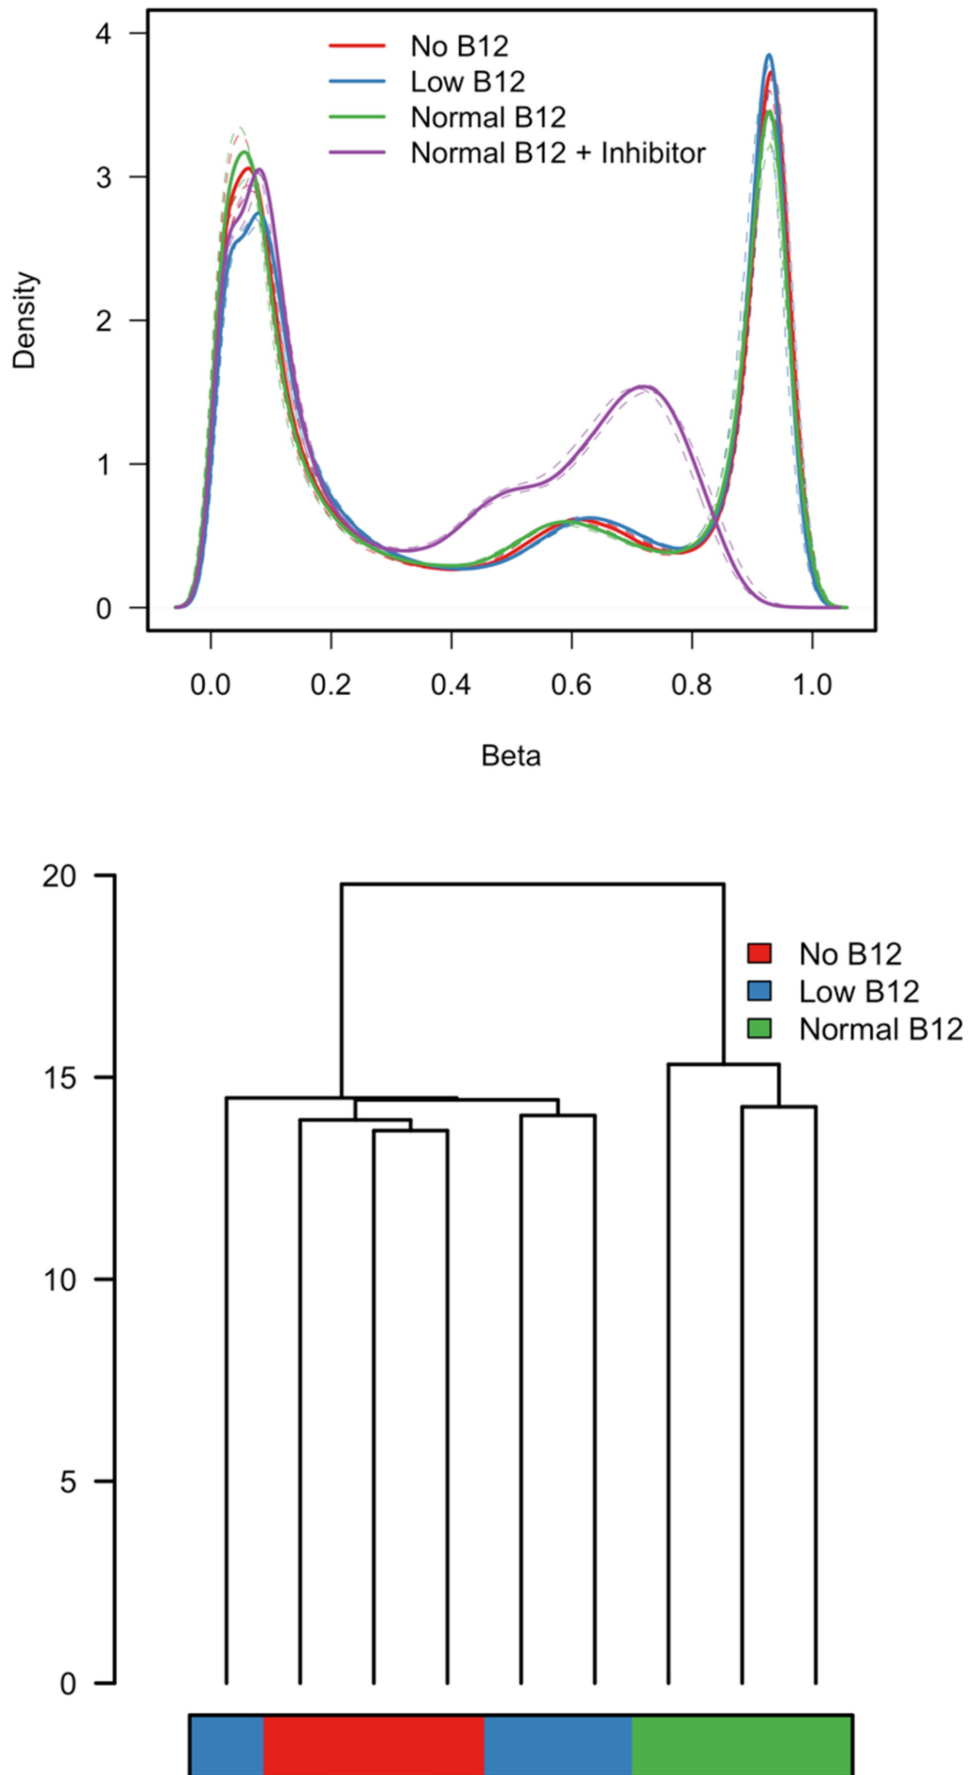 4
3
2
1
0
Density
No B12
Low B12
Normal B12
Normal B12 + Inhibitor
0.0 0.2 0.4 0.6 0.8 1.0
Beta
20
15
10
5
0
No B12
Low B12
Normal B12